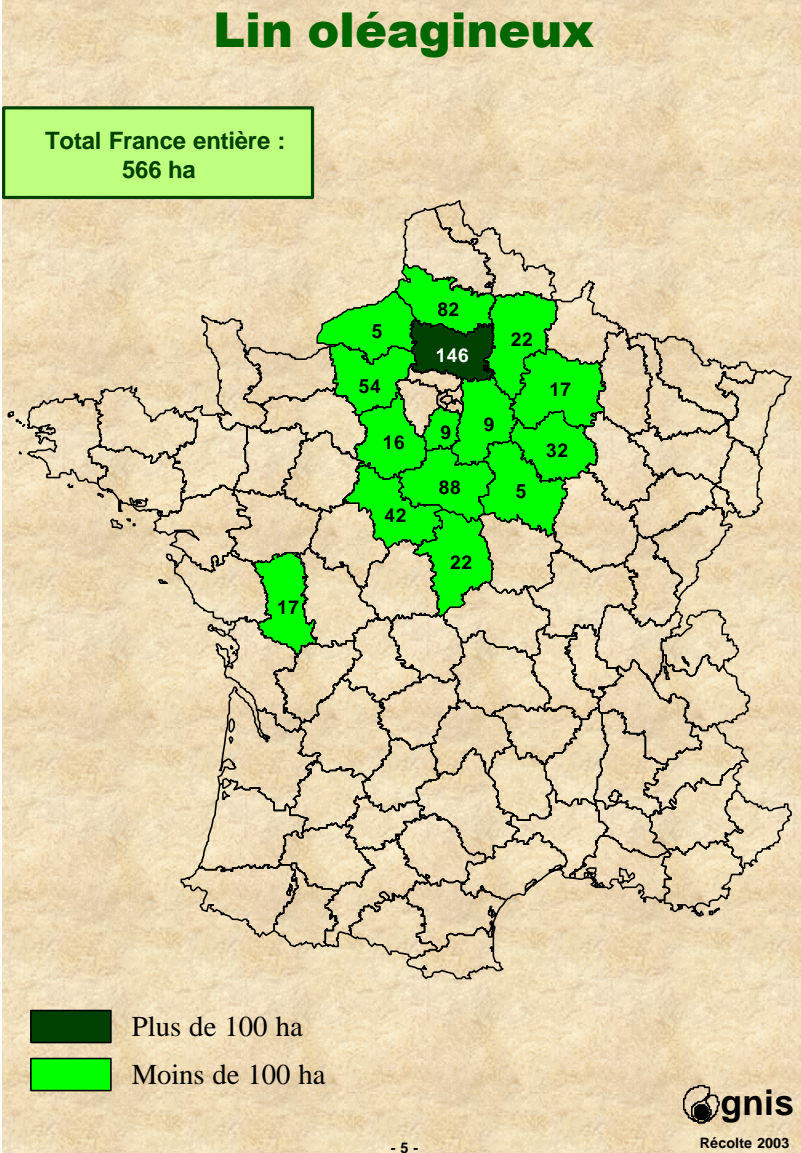 Lin oléagineux
Total France entière :
566 ha
82
5
22
146
54
17
9
9
16
32
88
5
42
22
17
Plus de 100 ha
Moins de 100 ha
gnis
Récolte 2003
- 5 -